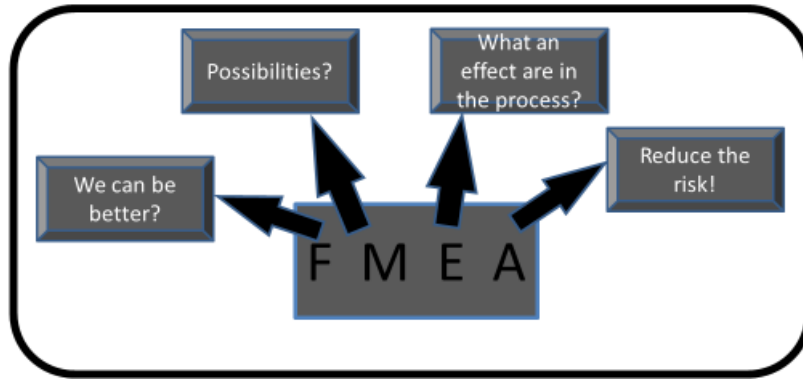 What an
effect are in
the process?
Possibilities?
Reduce the
risk!
We can be
better?
F M E A